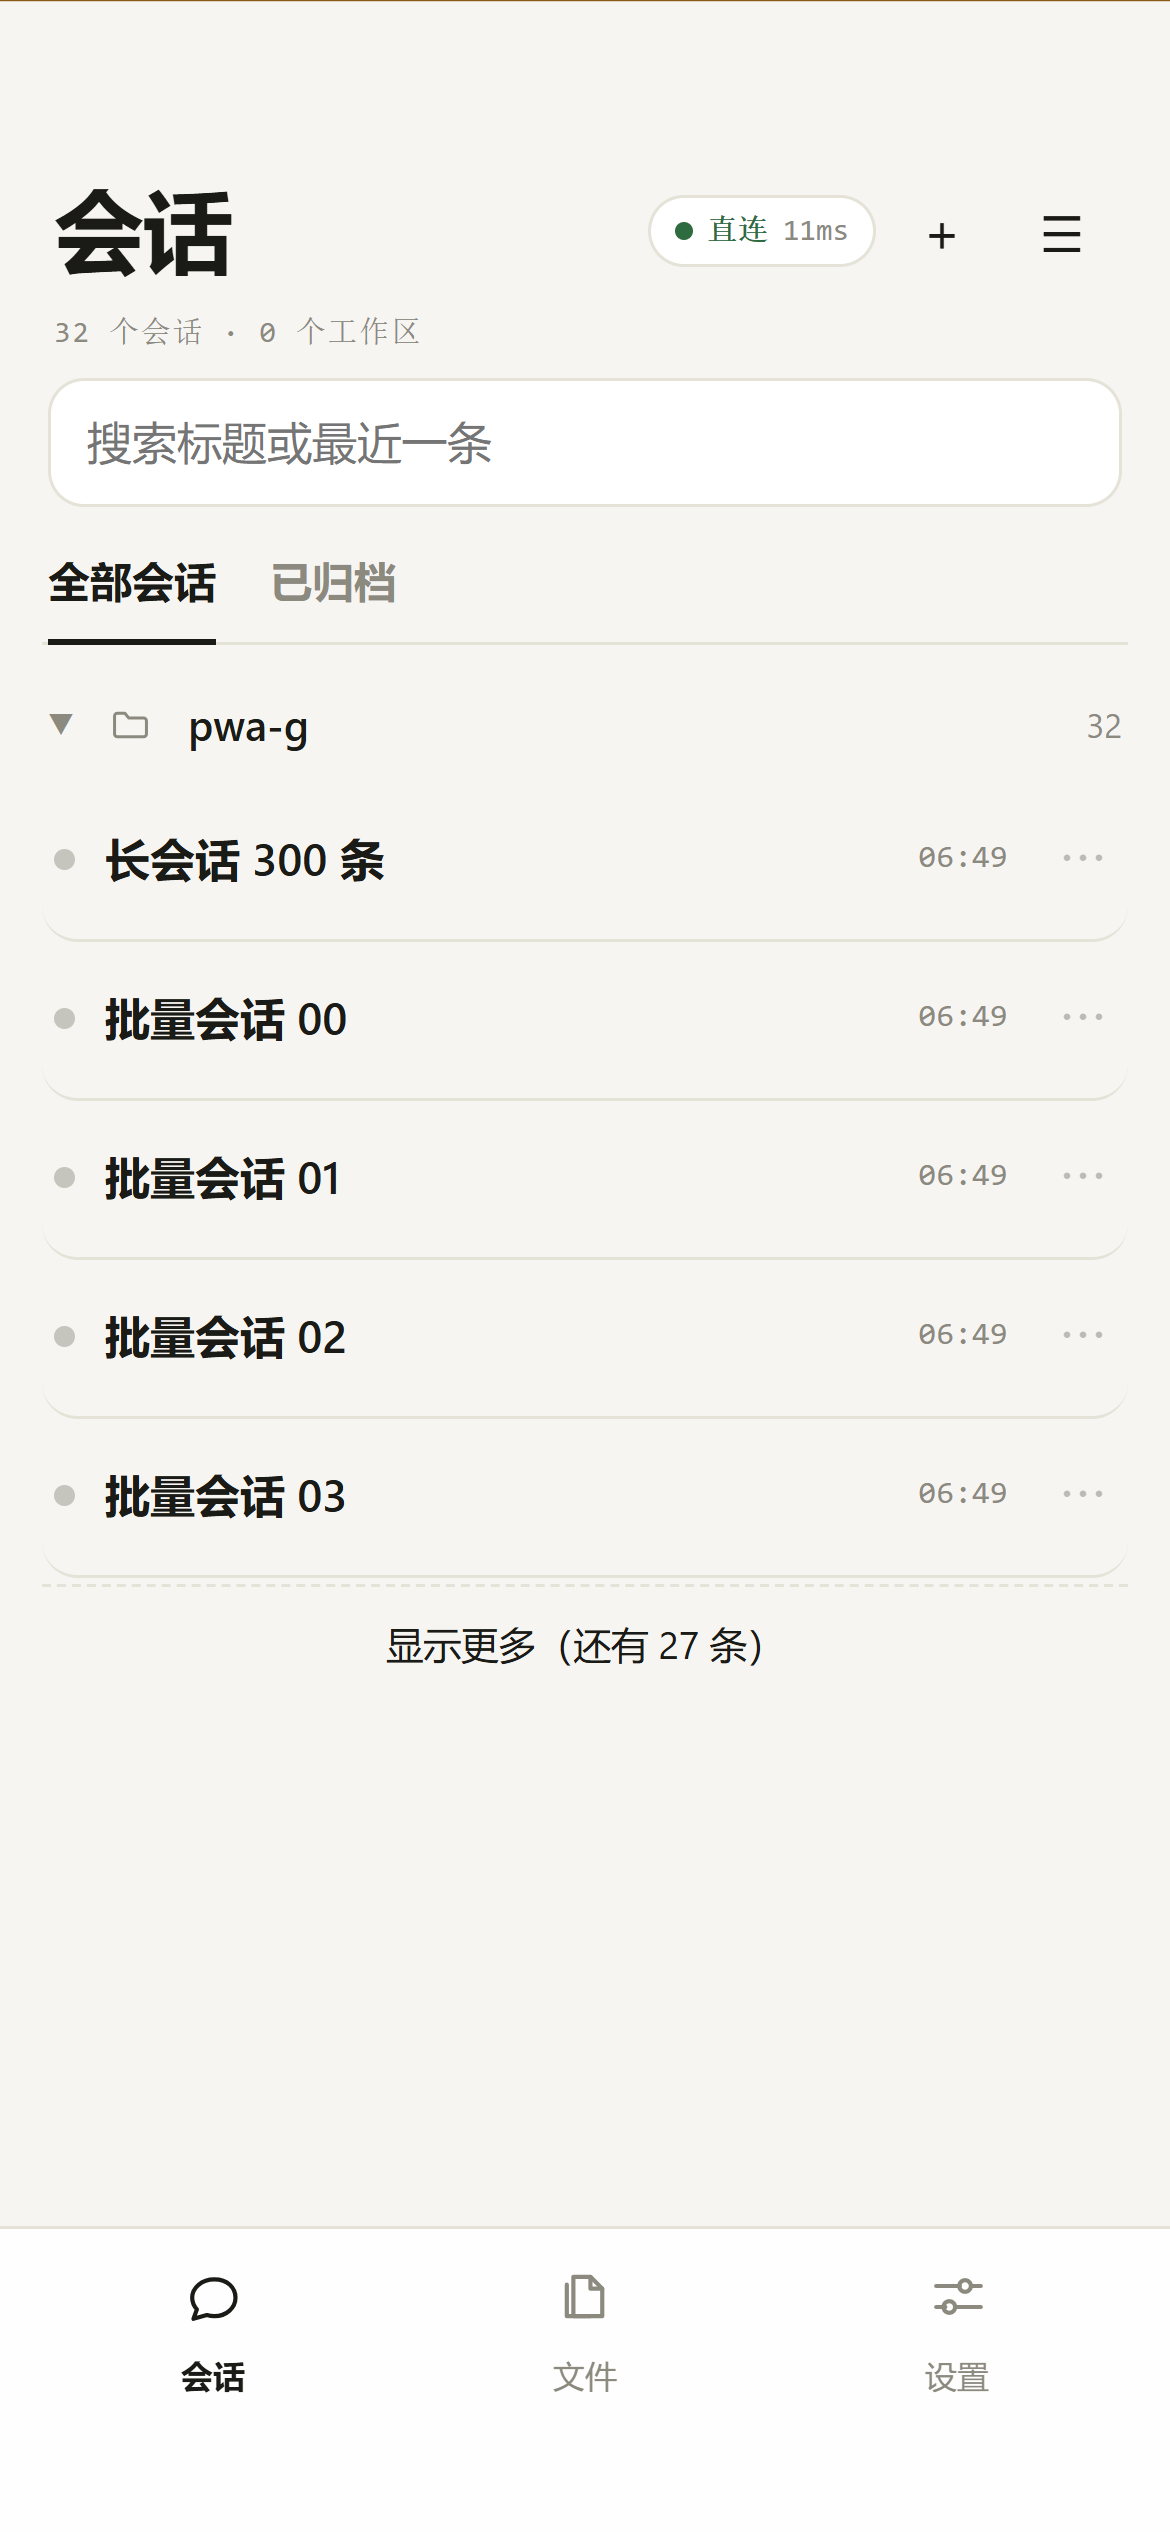 会话
直连 11ms
+
32 个会话 · 0 个工作区
搜索标题或最近一条
全部会话 已归档
pwa-g 32
长会话 300 条 06:49 ···
批量会话 00 06:49 ···
批量会话 01 06:49 ···
批量会话 02 06:49 ···
批量会话 03 06:49 ···
显示更多（还有 27 条）
会话 文件 设置